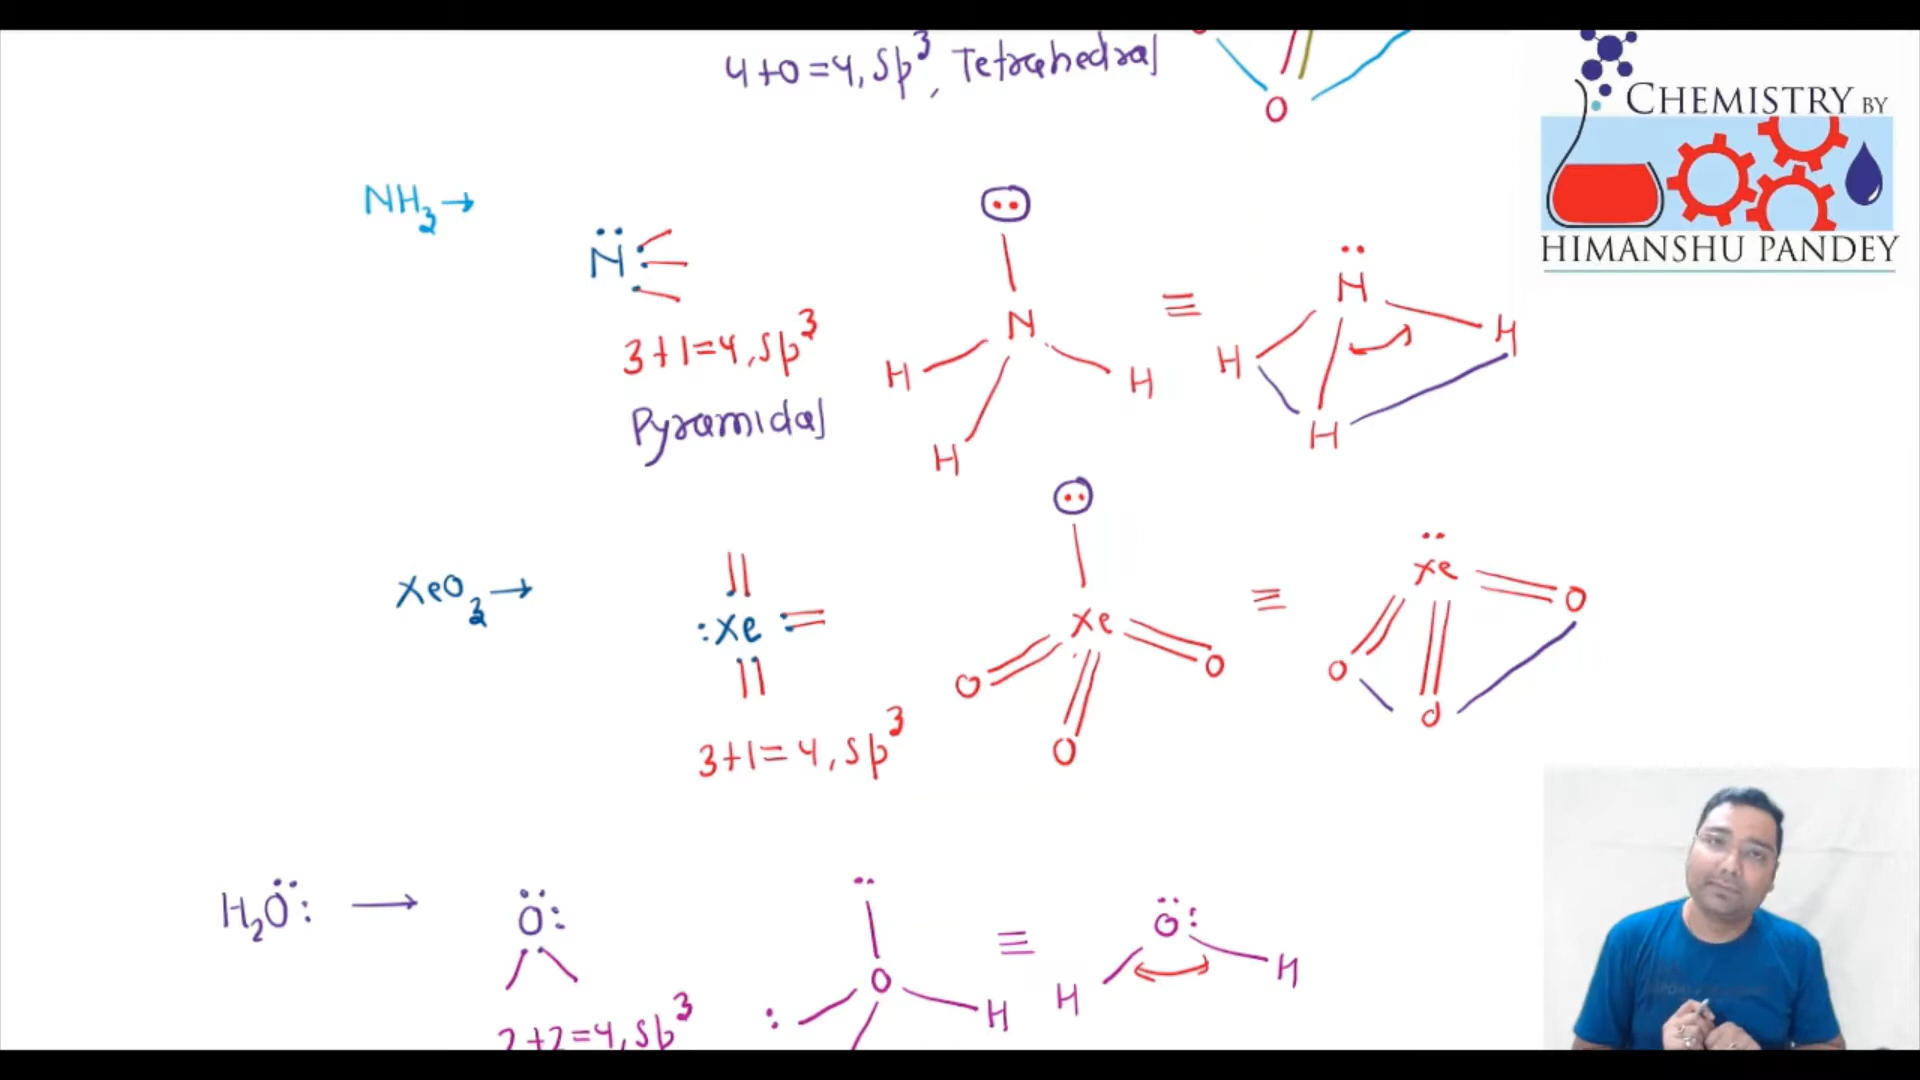 4+0=4, Sp³, Tetrahedral
O
CHEMISTRY BY
HIMANSHU PANDEY
NH₃ →
N
3+1=4, Sp³
Pyramidal
N
H H
H
≡
N
H H
H
XeO₃ →
:Xe
3+1=4, Sp³
Xe
O O
O
≡
Xe
O O
O
H₂O: →
O:
2+2=4, Sp³
O
: H
≡
O:
H H